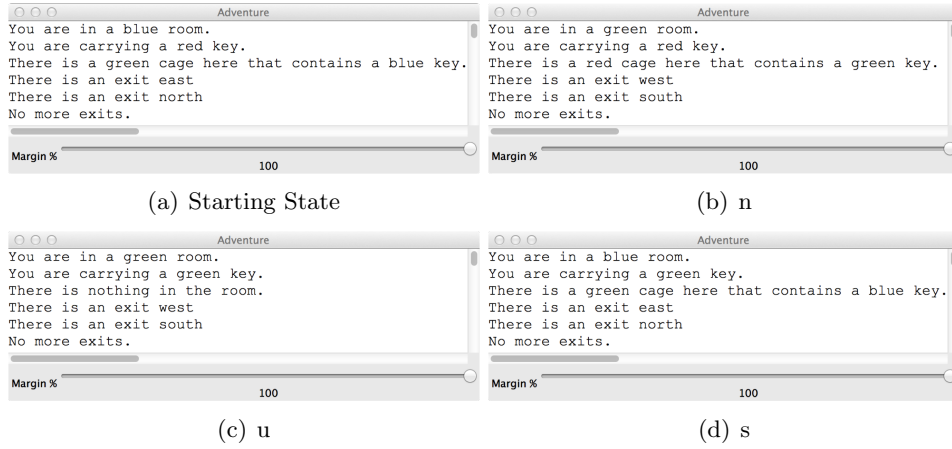 Adventure
You are in a blue room.
You are carrying a red key.
There is a green cage here that contains a blue key.
There is an exit east
There is an exit north
No more exits.
Margin %
100
(a) Starting State
Adventure
You are in a green room.
You are carrying a red key.
There is a red cage here that contains a green key.
There is an exit west
There is an exit south
No more exits.
Margin %
100
(b) n
Adventure
You are in a green room.
You are carrying a green key.
There is nothing in the room.
There is an exit west
There is an exit south
No more exits.
Margin %
100
(c) u
Adventure
You are in a blue room.
You are carrying a green key.
There is a green cage here that contains a blue key.
There is an exit east
There is an exit north
No more exits.
Margin %
100
(d) s